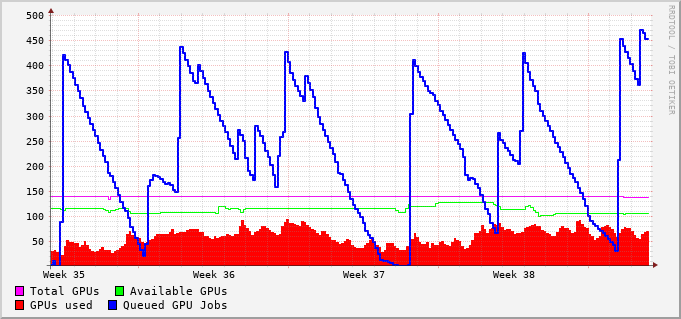 500
450
400
350
300
250
200
150
100
50
Week 35 Week 36 Week 37 Week 38
Total GPUs Available GPUs
GPUs used Queued GPU Jobs
RRDTOOL / TOBI OETIKER